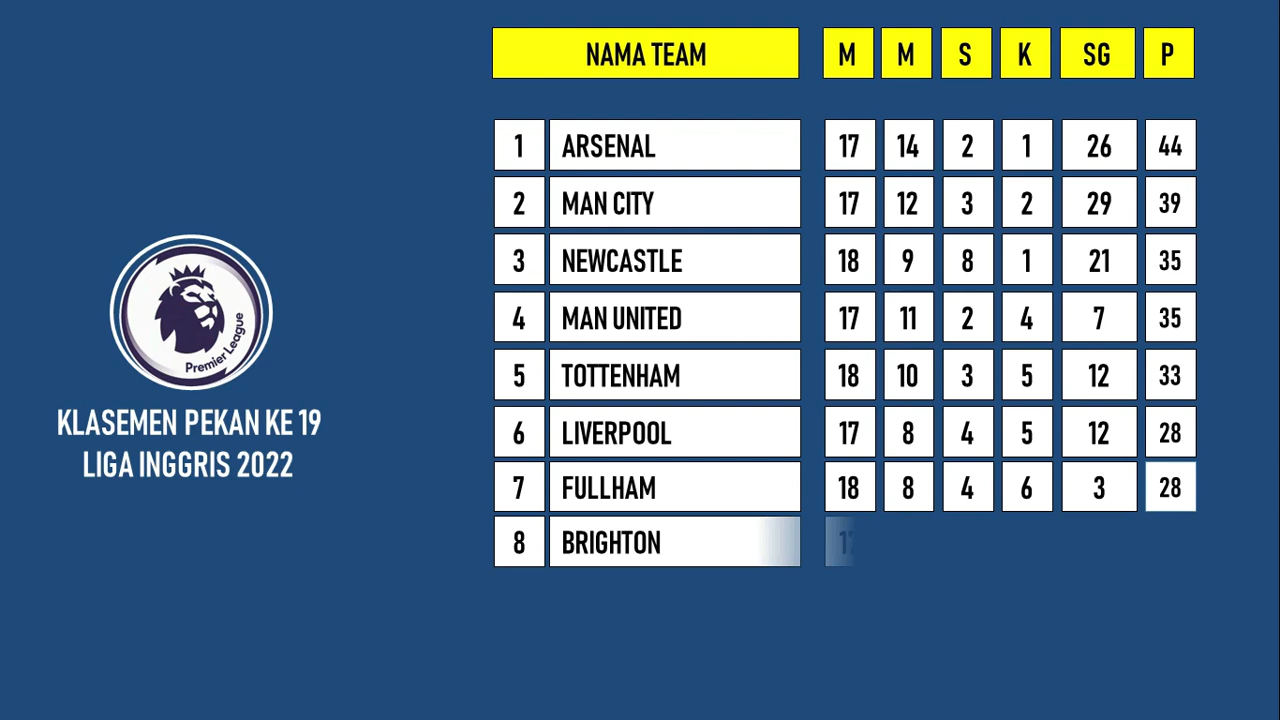 NAMA TEAM M M S K SG P
1 ARSENAL 17 14 2 1 26 44
2 MAN CITY 17 12 3 2 29 39
3 NEWCASTLE 18 9 8 1 21 35
4 MAN UNITED 17 11 2 4 7 35
5 TOTTENHAM 18 10 3 5 12 33
6 LIVERPOOL 17 8 4 5 12 28
7 FULLHAM 18 8 4 6 3 28
8 BRIGHTON
Premier League
KLASEMEN PEKAN KE 19
LIGA INGGRIS 2022